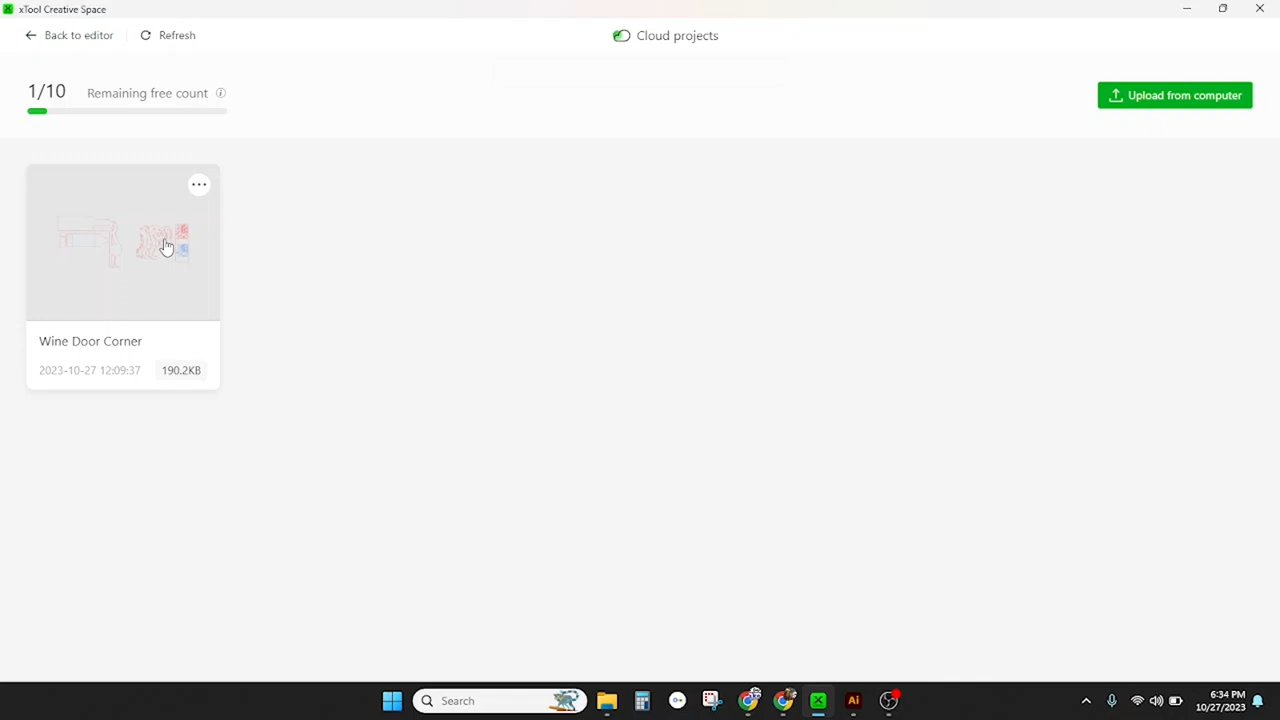 xTool Creative Space
Back to editor
Refresh
Cloud projects
1/10
Remaining free count
Upload from computer
Wine Door Corner
2023-10-27 12:09:37
190.2KB
Search
Ai
6:34 PM
10/27/2023